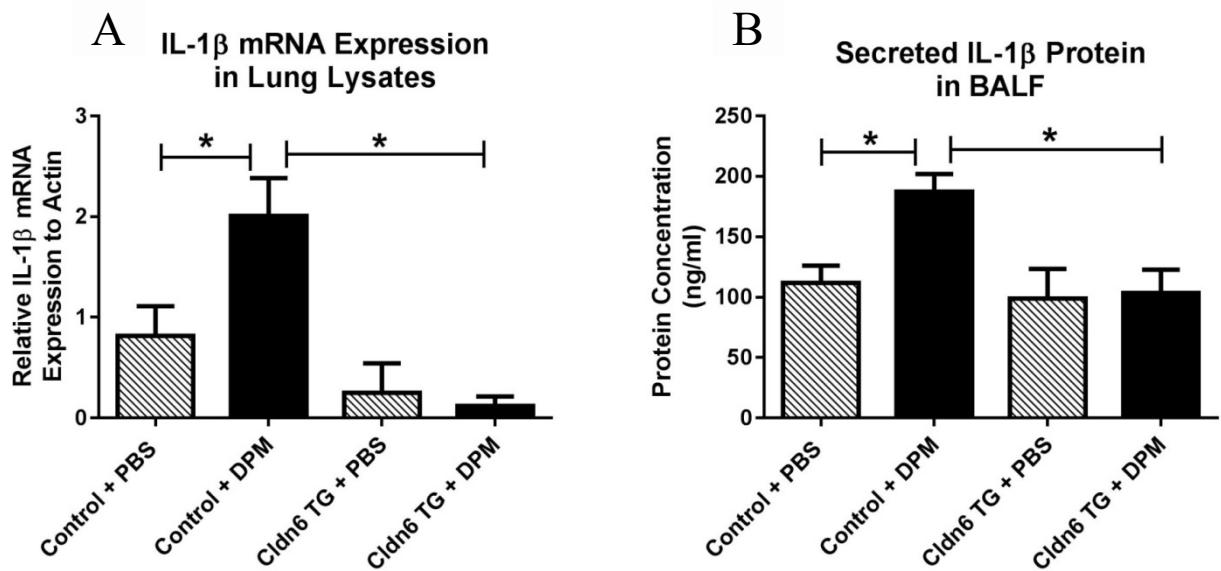 A
IL-1β mRNA Expression
in Lung Lysates
Relative IL-1β mRNA
Expression to Actin
3
2
1
0
*
*
Control + PBS
Control + DPM
Cldn6 TG + PBS
Cldn6 TG + DPM
B
Secreted IL-1β Protein
in BALF
Protein Concentration
(ng/ml)
250
200
150
100
50
0
*
*
Control + PBS
Control + DPM
Cldn6 TG + PBS
Cldn6 TG + DPM